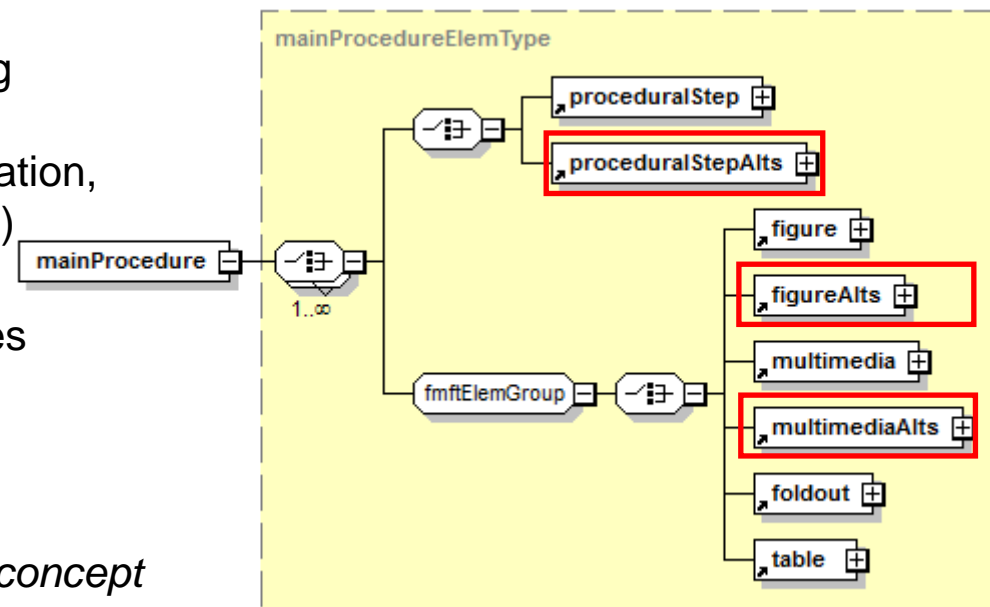 g
ation,
)
es
concept
mainProcedureElemType
mainProcedure
1..∞
proceduralStep
proceduralStepAlts
fmftElemGroup
figure
figureAlts
multimedia
multimediaAlts
foldout
table